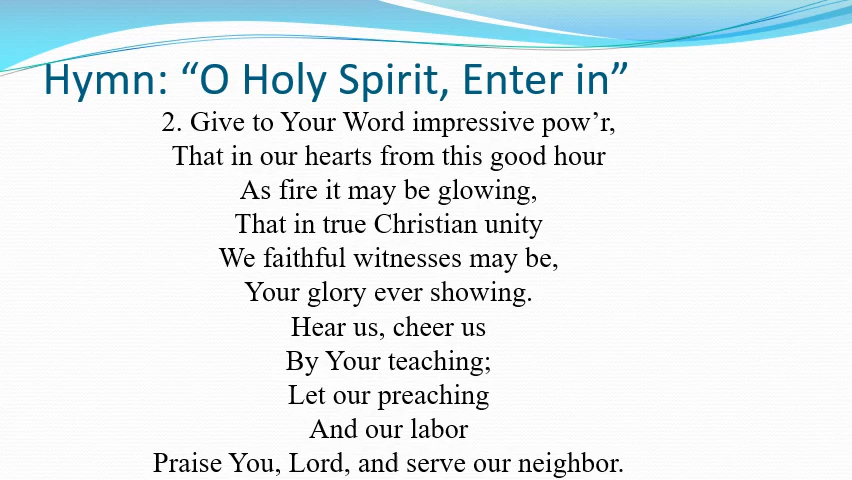 Hymn: “O Holy Spirit, Enter in”
2. Give to Your Word impressive pow’r,
That in our hearts from this good hour
As fire it may be glowing,
That in true Christian unity
We faithful witnesses may be,
Your glory ever showing.
Hear us, cheer us
By Your teaching;
Let our preaching
And our labor
Praise You, Lord, and serve our neighbor.